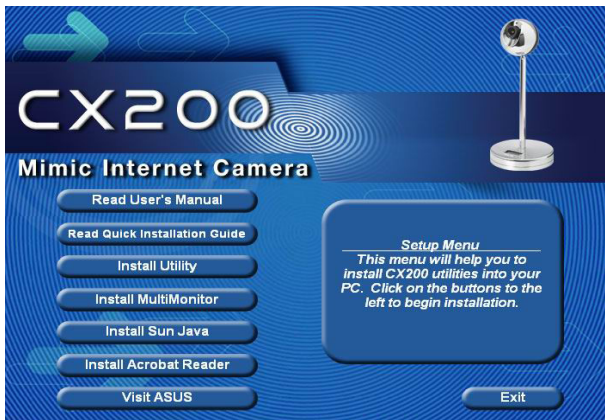 CX200
Mimic Internet Camera
Read User's Manual
Read Quick Installation Guide
Install Utility
Install MultiMonitor
Install Sun Java
Install Acrobat Reader
Visit ASUS
Setup Menu
This menu will help you to
install CX200 utilities into your
PC. Click on the buttons to the
left to begin installation.
Exit